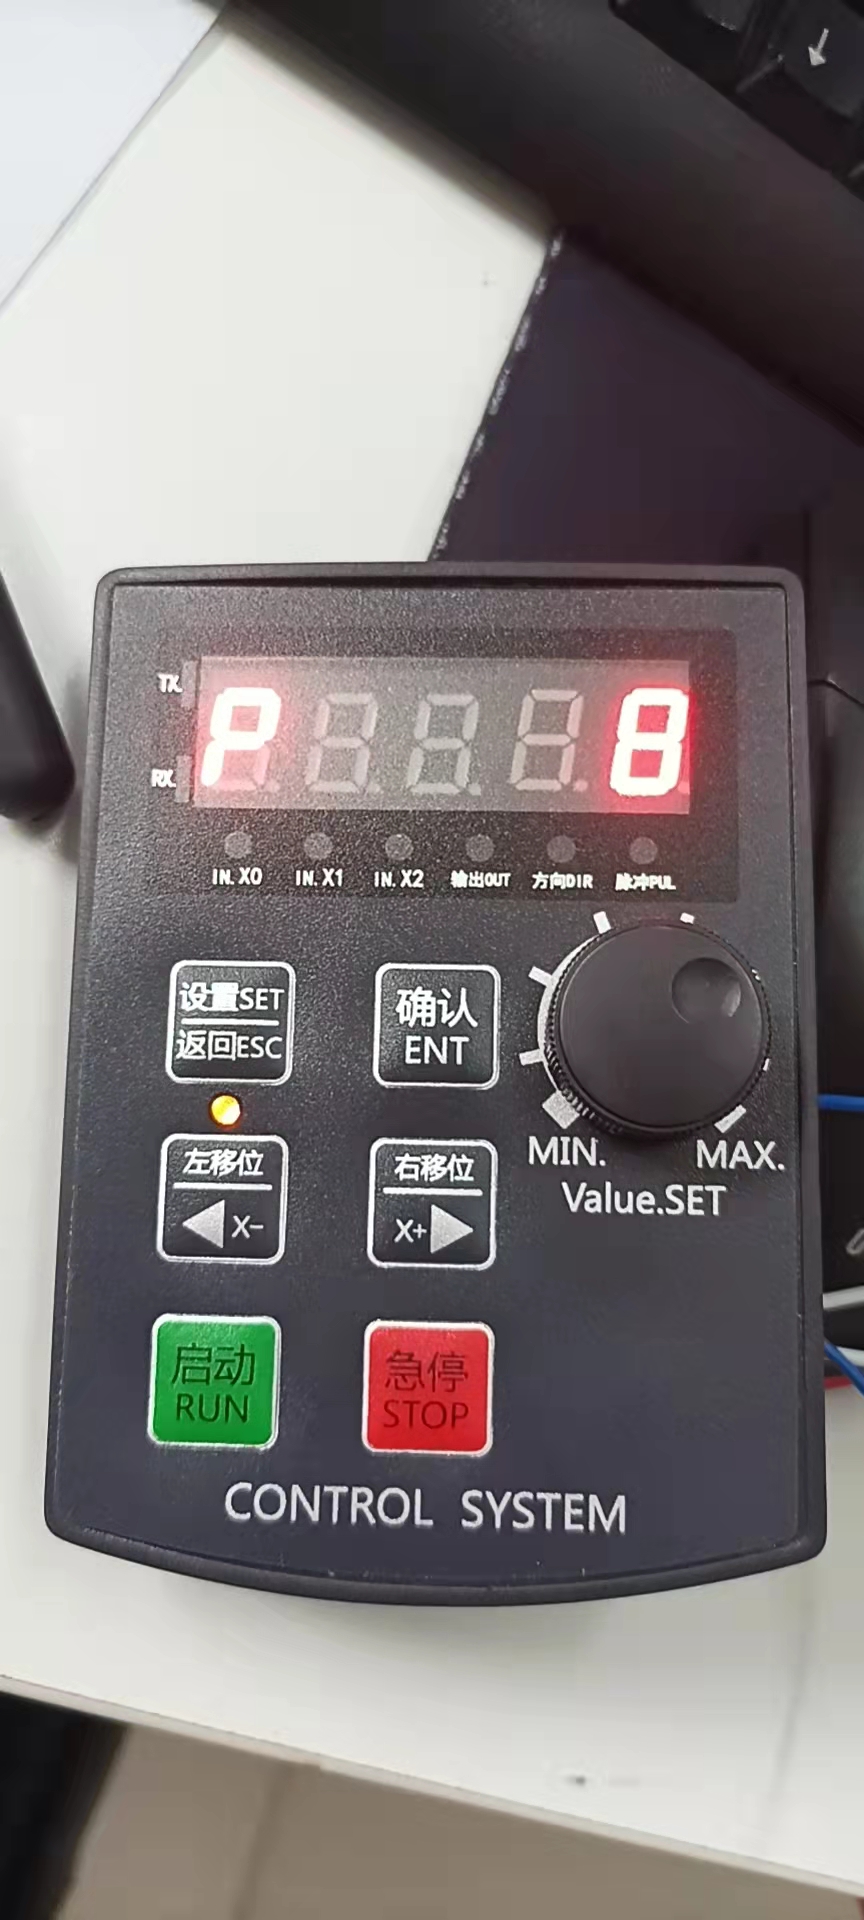 TX.
P 8
RX.
IN. X0 IN. X1 IN. X2 输出OUT 方向DIR 脉冲PUL
设置SET
返回ESC
确认
ENT
MIN. MAX.
Value.SET
左移位
X-
右移位
X+
启动
RUN
急停
STOP
CONTROL SYSTEM